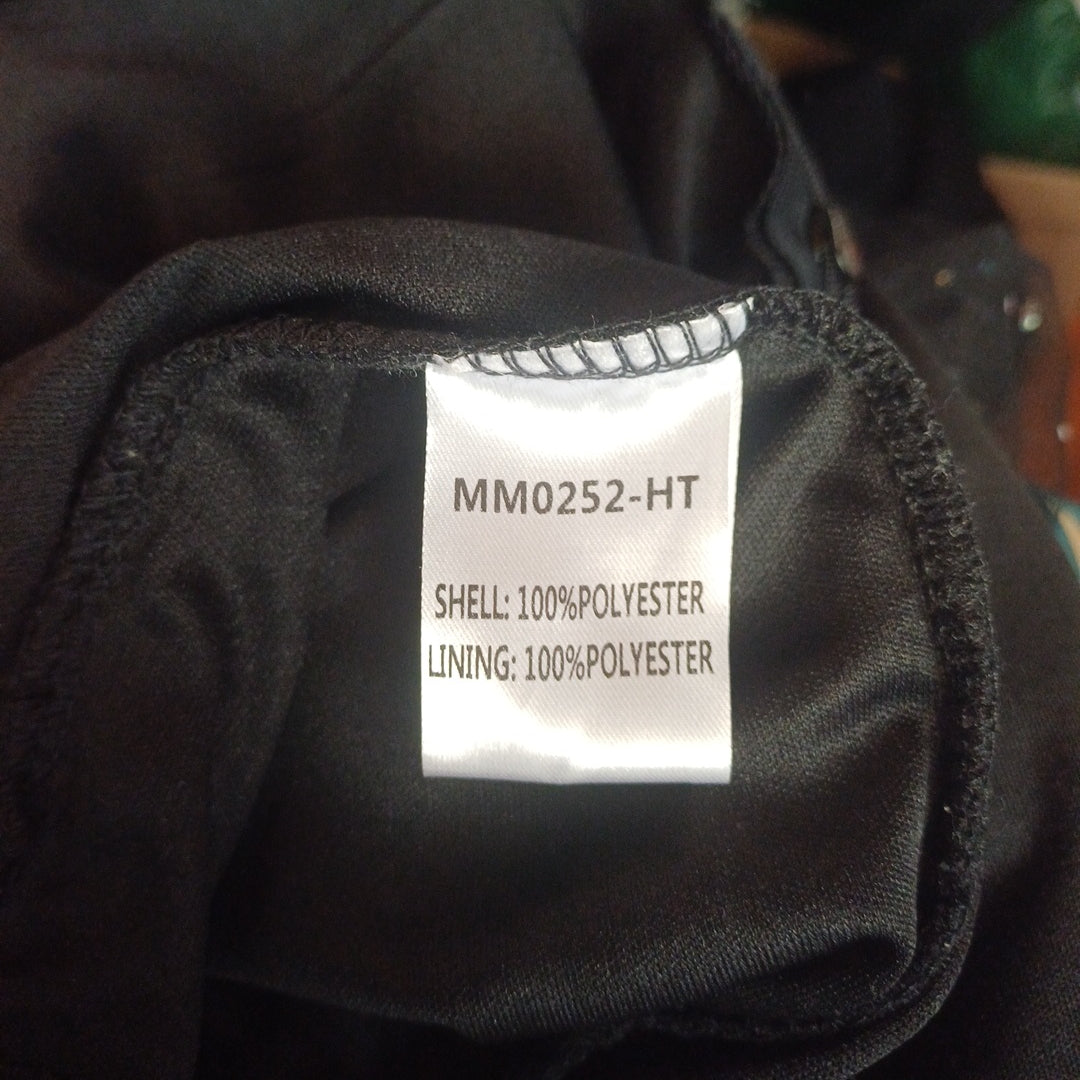 MM0252-HT
SHELL: 100%POLYESTER
LINING: 100%POLYESTER